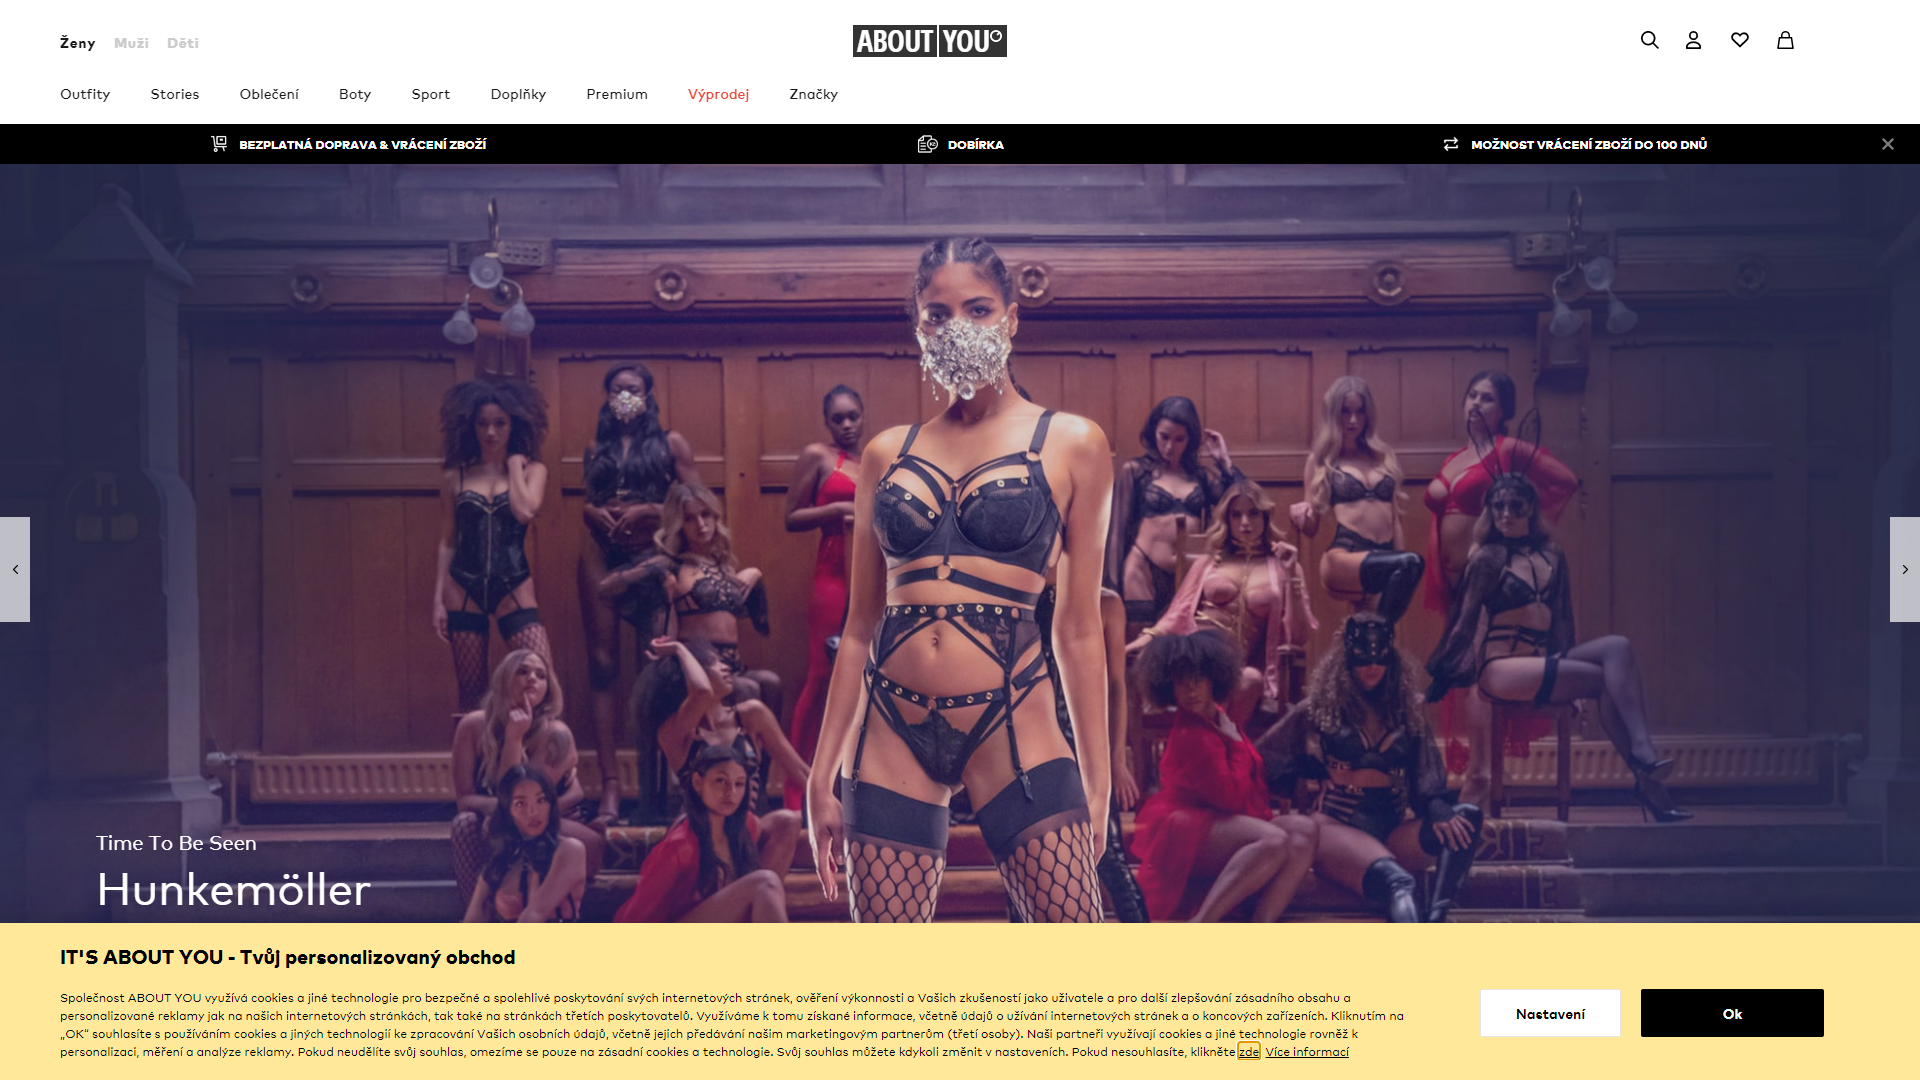 Ženy Muži Děti
ABOUT YOU
Outfity Stories Oblečení Boty Sport Doplňky Premium Výprodej Značky
BEZPLATNÁ DOPRAVA & VRÁCENÍ ZBOŽÍ DOBÍRKA MOŽNOST VRÁCENÍ ZBOŽÍ DO 100 DNŮ
Time To Be Seen
Hunkemöller
IT'S ABOUT YOU - Tvůj personalizovaný obchod
Společnost ABOUT YOU využívá cookies a jiné technologie pro bezpečné a spolehlivé poskytování svých internetových stránek, ověření výkonnosti a Vašich zkušeností jako uživatele a pro další zlepšování zásadního obsahu a
personalizované reklamy jak na našich internetových stránkách, tak také na stránkách třetích poskytovatelů. Využíváme k tomu získané informace, včetně údajů o užívání internetových stránek a o koncových zařízeních. Kliknutím na
„OK“ souhlasíte s používáním cookies a jiných technologií ke zpracování Vašich osobních údajů, včetně jejich předávání našim marketingovým partnerům (třetí osoby). Naši partneři využívají cookies a jiné technologie rovněž k
personalizaci, měření a analýze reklamy. Pokud neudělíte svůj souhlas, omezíme se pouze na zásadní cookies a technologie. Svůj souhlas můžete kdykoli změnit v nastaveních. Pokud nesouhlasíte, klikněte zde Více informací
Nastavení
Ok